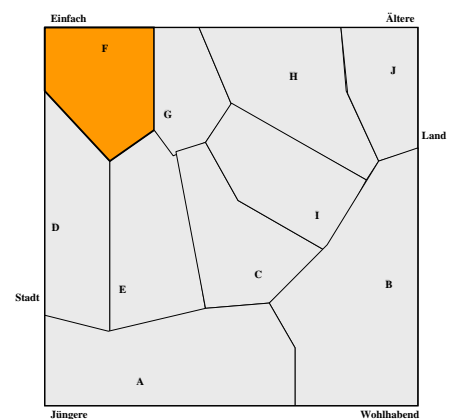 Einfach Ältere
F
H
J
G
Land
I
D
C
B
E
Stadt
A
Jüngere Wohlhabend